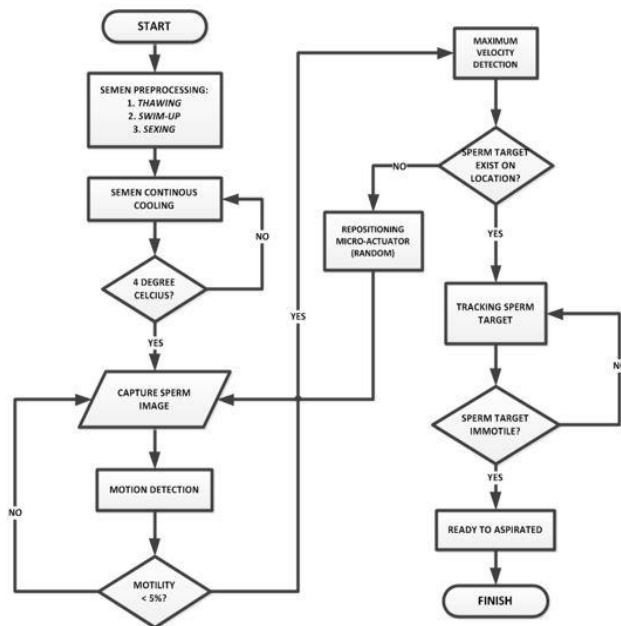 START
SEMEN PREPROCESSING:
1. THAWING
2. SWIM-UP
3. SEXING
SEMEN CONTINOUS
COOLING
NO
4 DEGREE
CELCIUS?
YES
CAPTURE SPERM
IMAGE
MOTION DETECTION
NO
MOTILITY
< 5%?
YES
MAXIMUM
VELOCITY
DETECTION
SPERM TARGET
EXIST ON
LOCATION?
NO
REPOSITIONING
MICRO-ACTUATOR
(RANDOM)
YES
TRACKING SPERM
TARGET
NO
SPERM TARGET
IMMOTILE?
YES
READY TO ASPIRATED
FINISH